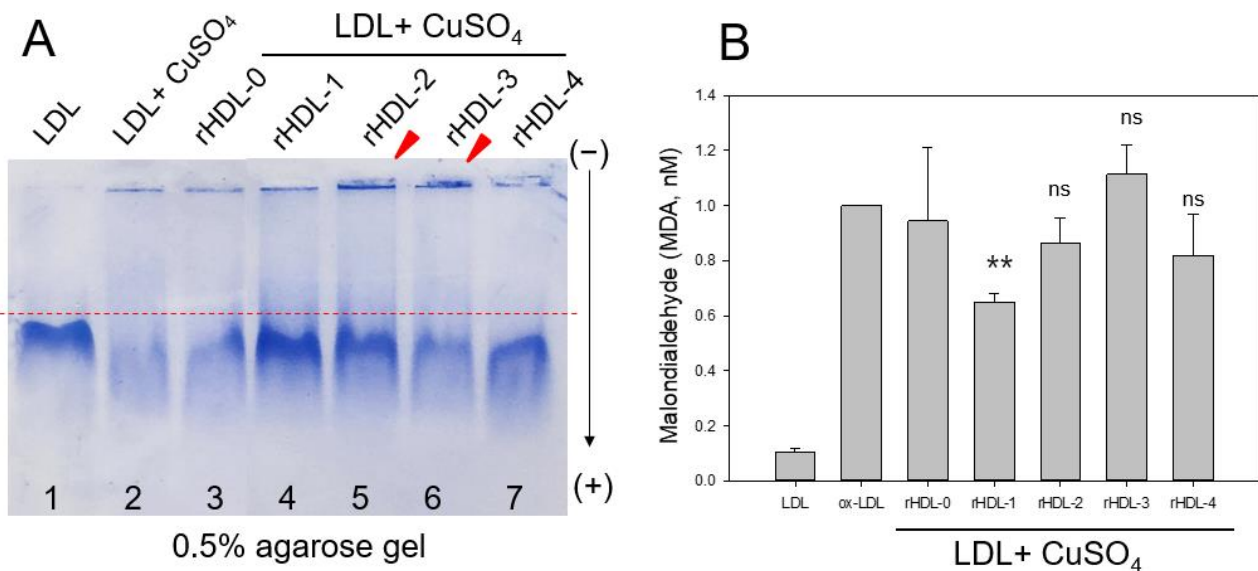 A
LDL+ CuSO₄
LDL
LDL+ CuSO₄
rHDL-0
rHDL-1
rHDL-2
rHDL-3
rHDL-4
(−)
(+)
1 2 3 4 5 6 7
0.5% agarose gel
B
Malondialdehyde (MDA, nM)
1.4
1.2
1.0
0.8
0.6
0.4
0.2
0.0
**
ns
ns
ns
LDL ox-LDL rHDL-0 rHDL-1 rHDL-2 rHDL-3 rHDL-4
LDL+ CuSO₄